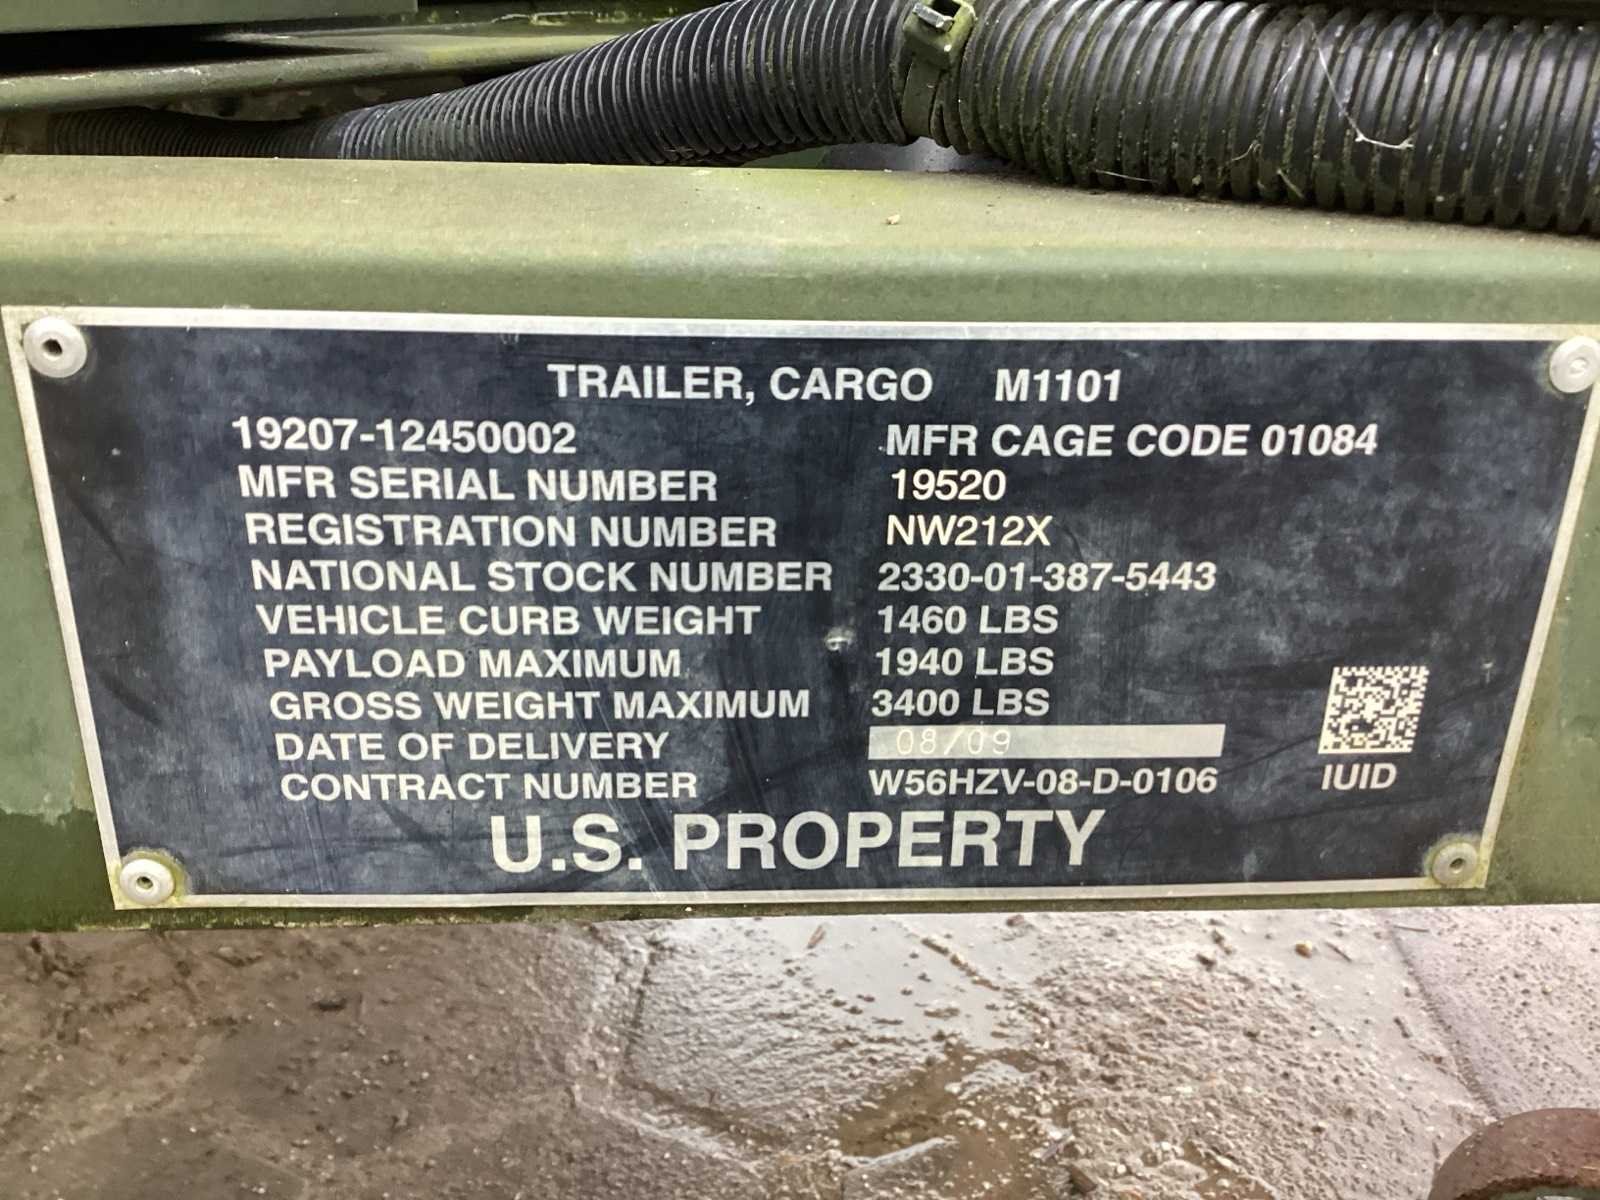 TRAILER, CARGO M1101
19207-12450002 MFR CAGE CODE 01084
MFR SERIAL NUMBER 19520
REGISTRATION NUMBER NW212X
NATIONAL STOCK NUMBER 2330-01-387-5443
VEHICLE CURB WEIGHT 1460 LBS
PAYLOAD MAXIMUM 1940 LBS
GROSS WEIGHT MAXIMUM 3400 LBS
DATE OF DELIVERY 08/09
CONTRACT NUMBER W56HZV-08-D-0106
IUID
U.S. PROPERTY